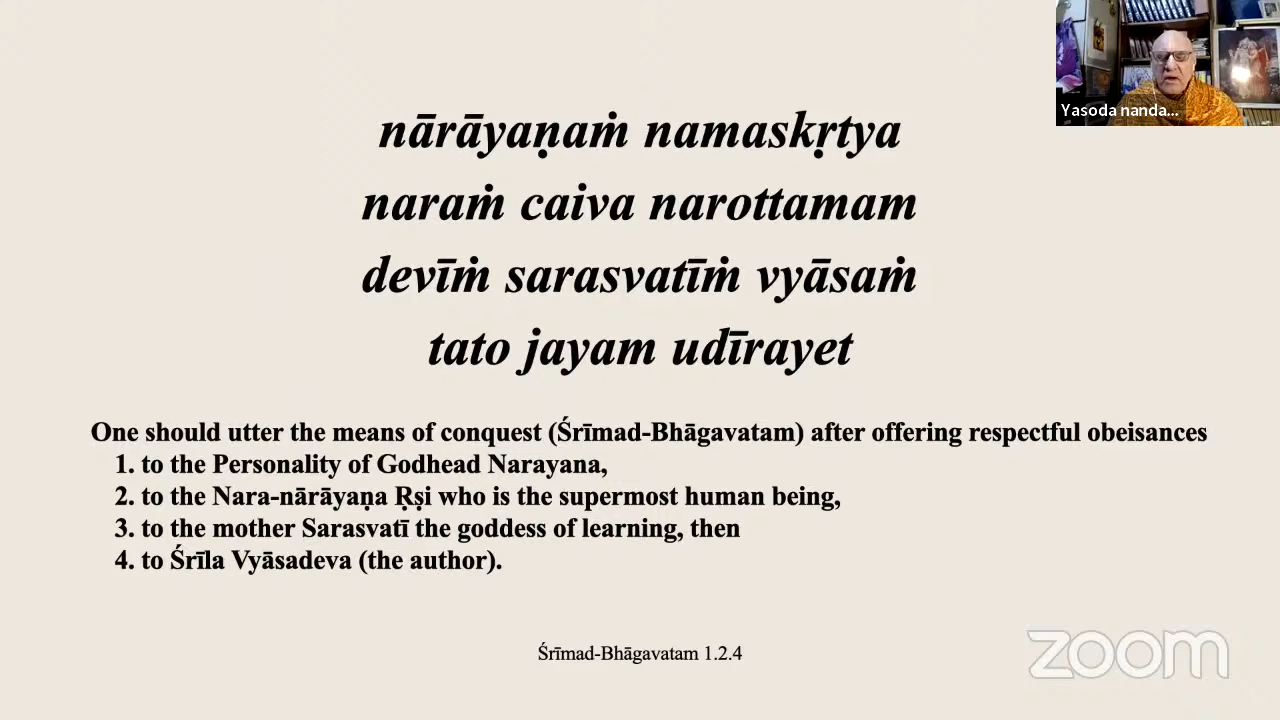 Yasoda nanda...
nārāyaṇaṁ namaskṛtya
naraṁ caiva narottamam
devīṁ sarasvatīṁ vyāsaṁ
tato jayam udīrayet
One should utter the means of conquest (Śrīmad-Bhāgavatam) after offering respectful obeisances
1. to the Personality of Godhead Narayana,
2. to the Nara-nārāyaṇa Ṛṣi who is the supermost human being,
3. to the mother Sarasvatī the goddess of learning, then
4. to Śrīla Vyāsadeva (the author).
Śrīmad-Bhāgavatam 1.2.4
zoom